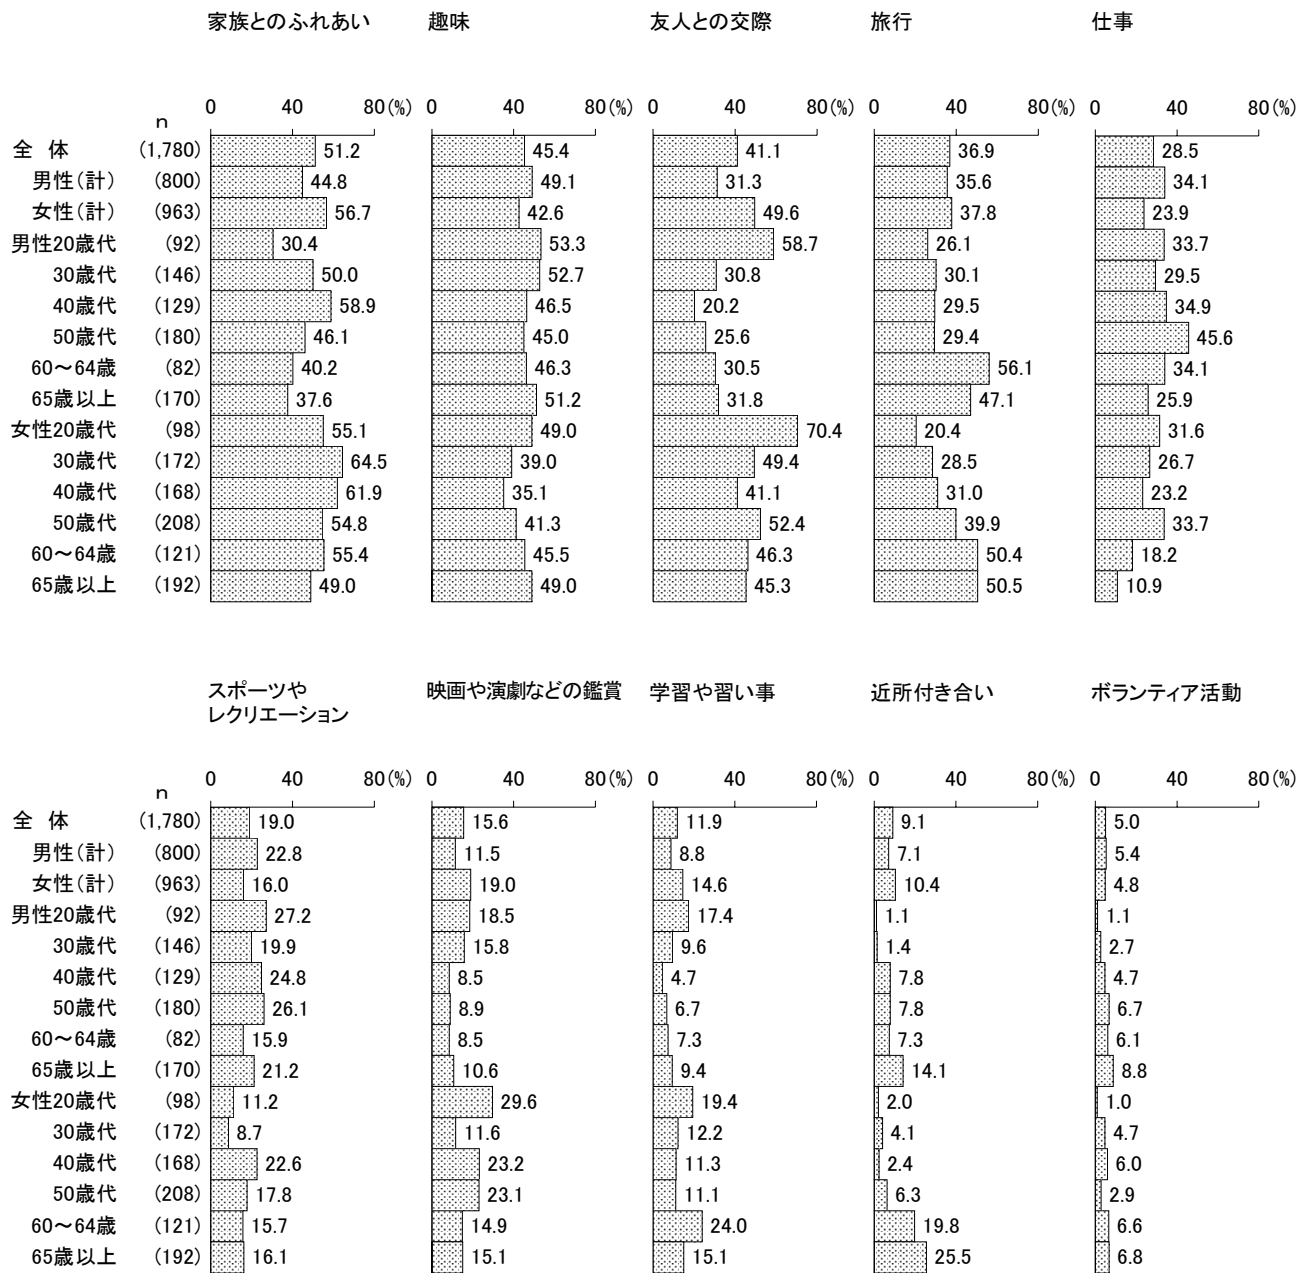 家族とのふれあい 趣味 友人との交際 旅行 仕事
0 40 80(%) 0 40 80(%) 0 40 80(%) 0 40 80(%) 0 40 80(%)
n
全 体 (1,780) 51.2 45.4 41.1 36.9 28.5
男性(計) (800) 44.8 49.1 31.3 35.6 34.1
女性(計) (963) 56.7 42.6 49.6 37.8 23.9
男性20歳代 (92) 30.4 53.3 58.7 26.1 33.7
30歳代 (146) 50.0 52.7 30.8 30.1 29.5
40歳代 (129) 58.9 46.5 20.2 29.5 34.9
50歳代 (180) 46.1 45.0 25.6 29.4 45.6
60～64歳 (82) 40.2 46.3 30.5 56.1 34.1
65歳以上 (170) 37.6 51.2 31.8 47.1 25.9
女性20歳代 (98) 55.1 49.0 70.4 20.4 31.6
30歳代 (172) 64.5 39.0 49.4 28.5 26.7
40歳代 (168) 61.9 35.1 41.1 31.0 23.2
50歳代 (208) 54.8 41.3 52.4 39.9 33.7
60～64歳 (121) 55.4 45.5 46.3 50.4 18.2
65歳以上 (192) 49.0 49.0 45.3 50.5 10.9
スポーツや 映画や演劇などの鑑賞 学習や習い事 近所付き合い ボランティア活動
レクリエーション
0 40 80(%) 0 40 80(%) 0 40 80(%) 0 40 80(%) 0 40 80(%)
n
全 体 (1,780) 19.0 15.6 11.9 9.1 5.0
男性(計) (800) 22.8 11.5 8.8 7.1 5.4
女性(計) (963) 16.0 19.0 14.6 10.4 4.8
男性20歳代 (92) 27.2 18.5 17.4 1.1 1.1
30歳代 (146) 19.9 15.8 9.6 1.4 2.7
40歳代 (129) 24.8 8.5 4.7 7.8 4.7
50歳代 (180) 26.1 8.9 6.7 7.8 6.7
60～64歳 (82) 15.9 8.5 7.3 7.3 6.1
65歳以上 (170) 21.2 10.6 9.4 14.1 8.8
女性20歳代 (98) 11.2 29.6 19.4 2.0 1.0
30歳代 (172) 8.7 11.6 12.2 4.1 4.7
40歳代 (168) 22.6 23.2 11.3 2.4 6.0
50歳代 (208) 17.8 23.1 11.1 6.3 2.9
60～64歳 (121) 15.7 14.9 24.0 19.8 6.6
65歳以上 (192) 16.1 15.1 15.1 25.5 6.8